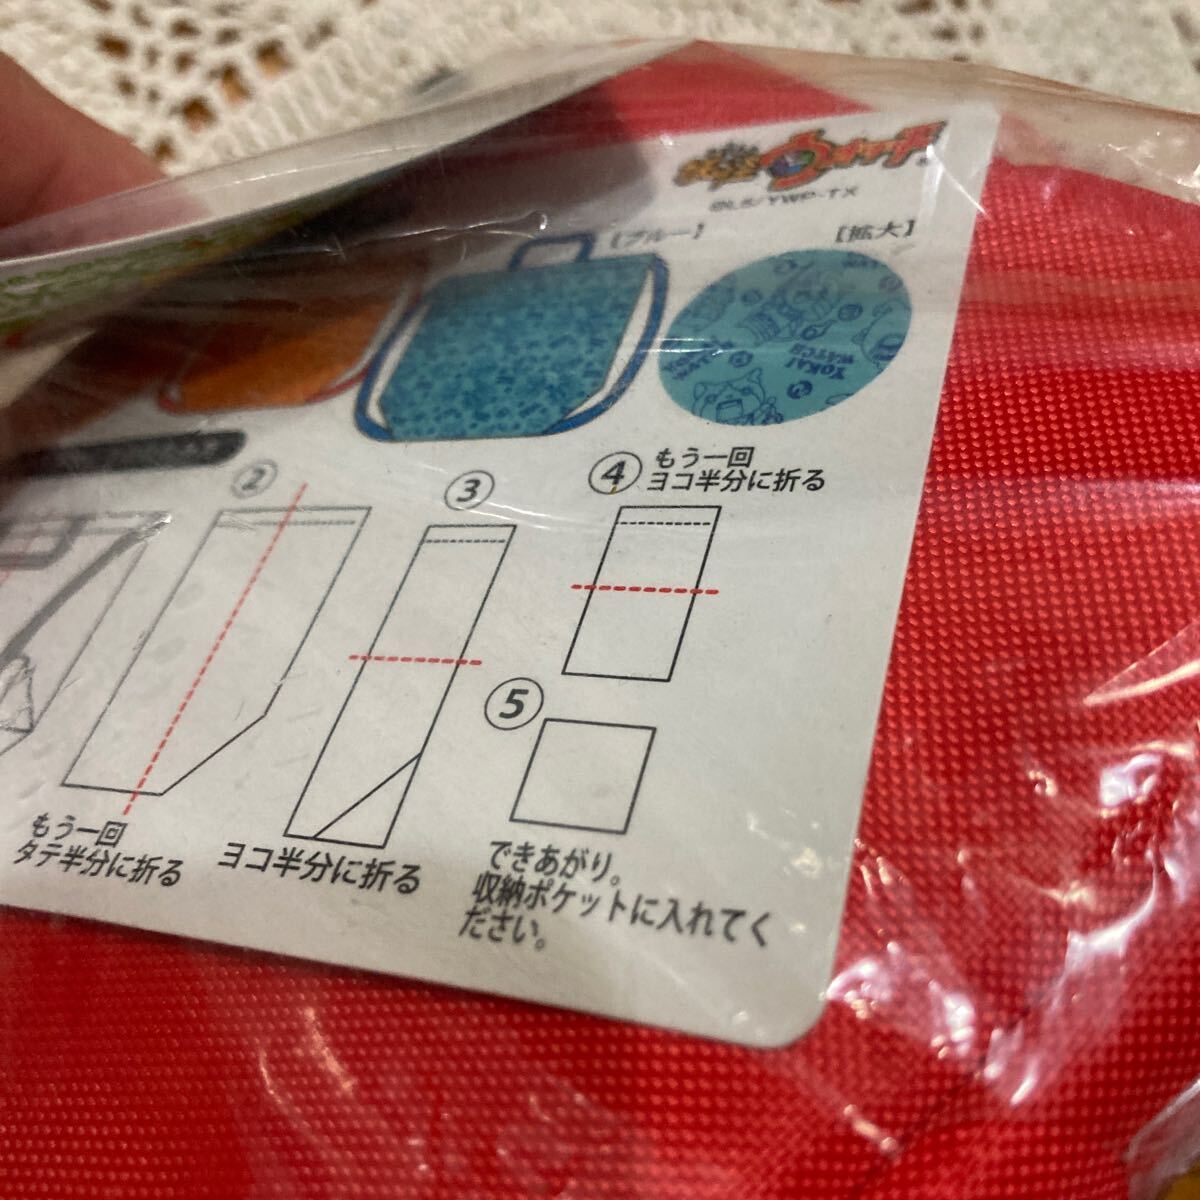 妖怪ウォッチ
©L5/YWP・TX
【ブルー】
【拡大】
YOKAI
WATCH
②
③
④
もう一回
ヨコ半分に折る
⑤
もう一回
タテ半分に折る
ヨコ半分に折る
できあがり。
収納ポケットに入れてく
ださい。